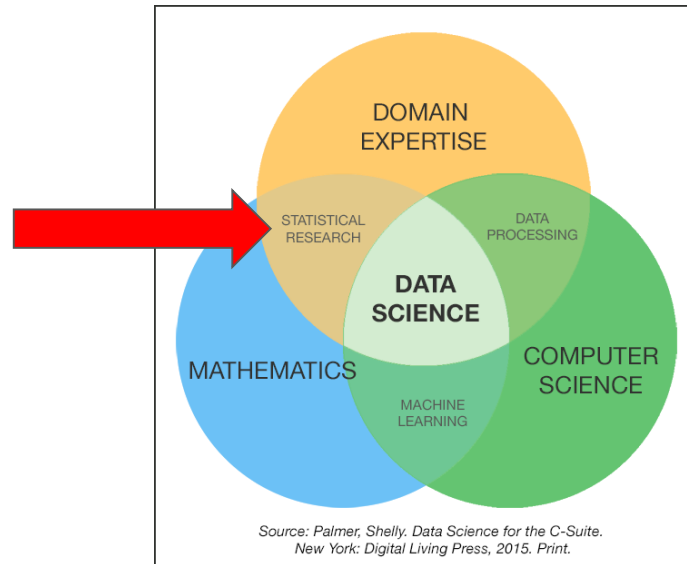 DOMAIN
EXPERTISE
STATISTICAL
RESEARCH
DATA
PROCESSING
DATA
SCIENCE
MATHEMATICS
COMPUTER
SCIENCE
MACHINE
LEARNING
Source: Palmer, Shelly. Data Science for the C-Suite.
New York: Digital Living Press, 2015. Print.